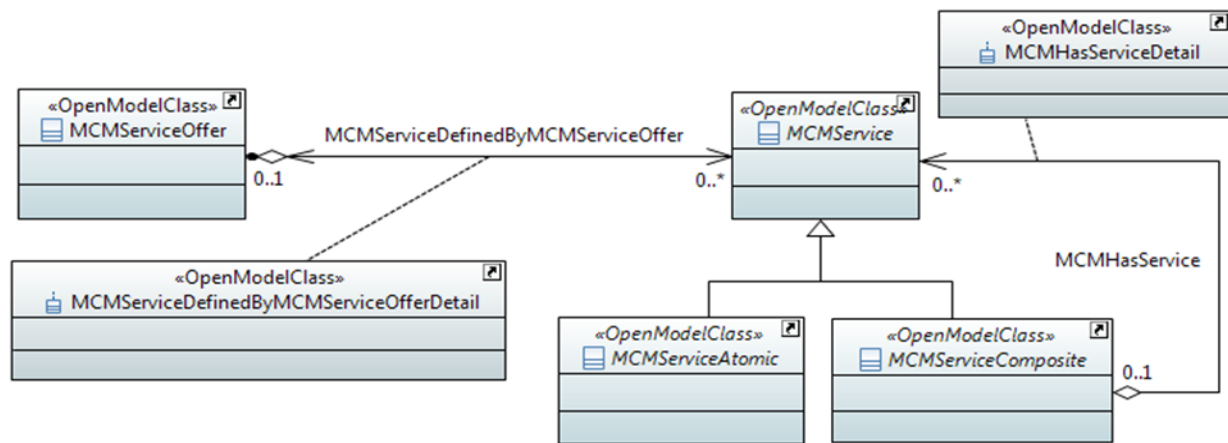 «OpenModelClass»
MCMHasServiceDetail
«OpenModelClass»
MCMServiceOffer
MCMServiceDefinedByMCMServiceOffer
«OpenModelClass»
MCMService
0..1
0..*
0..*
«OpenModelClass»
MCMServiceDefinedByMCMServiceOfferDetail
MCMHasService
«OpenModelClass»
MCMServiceAtomic
«OpenModelClass»
MCMServiceComposite
0..1